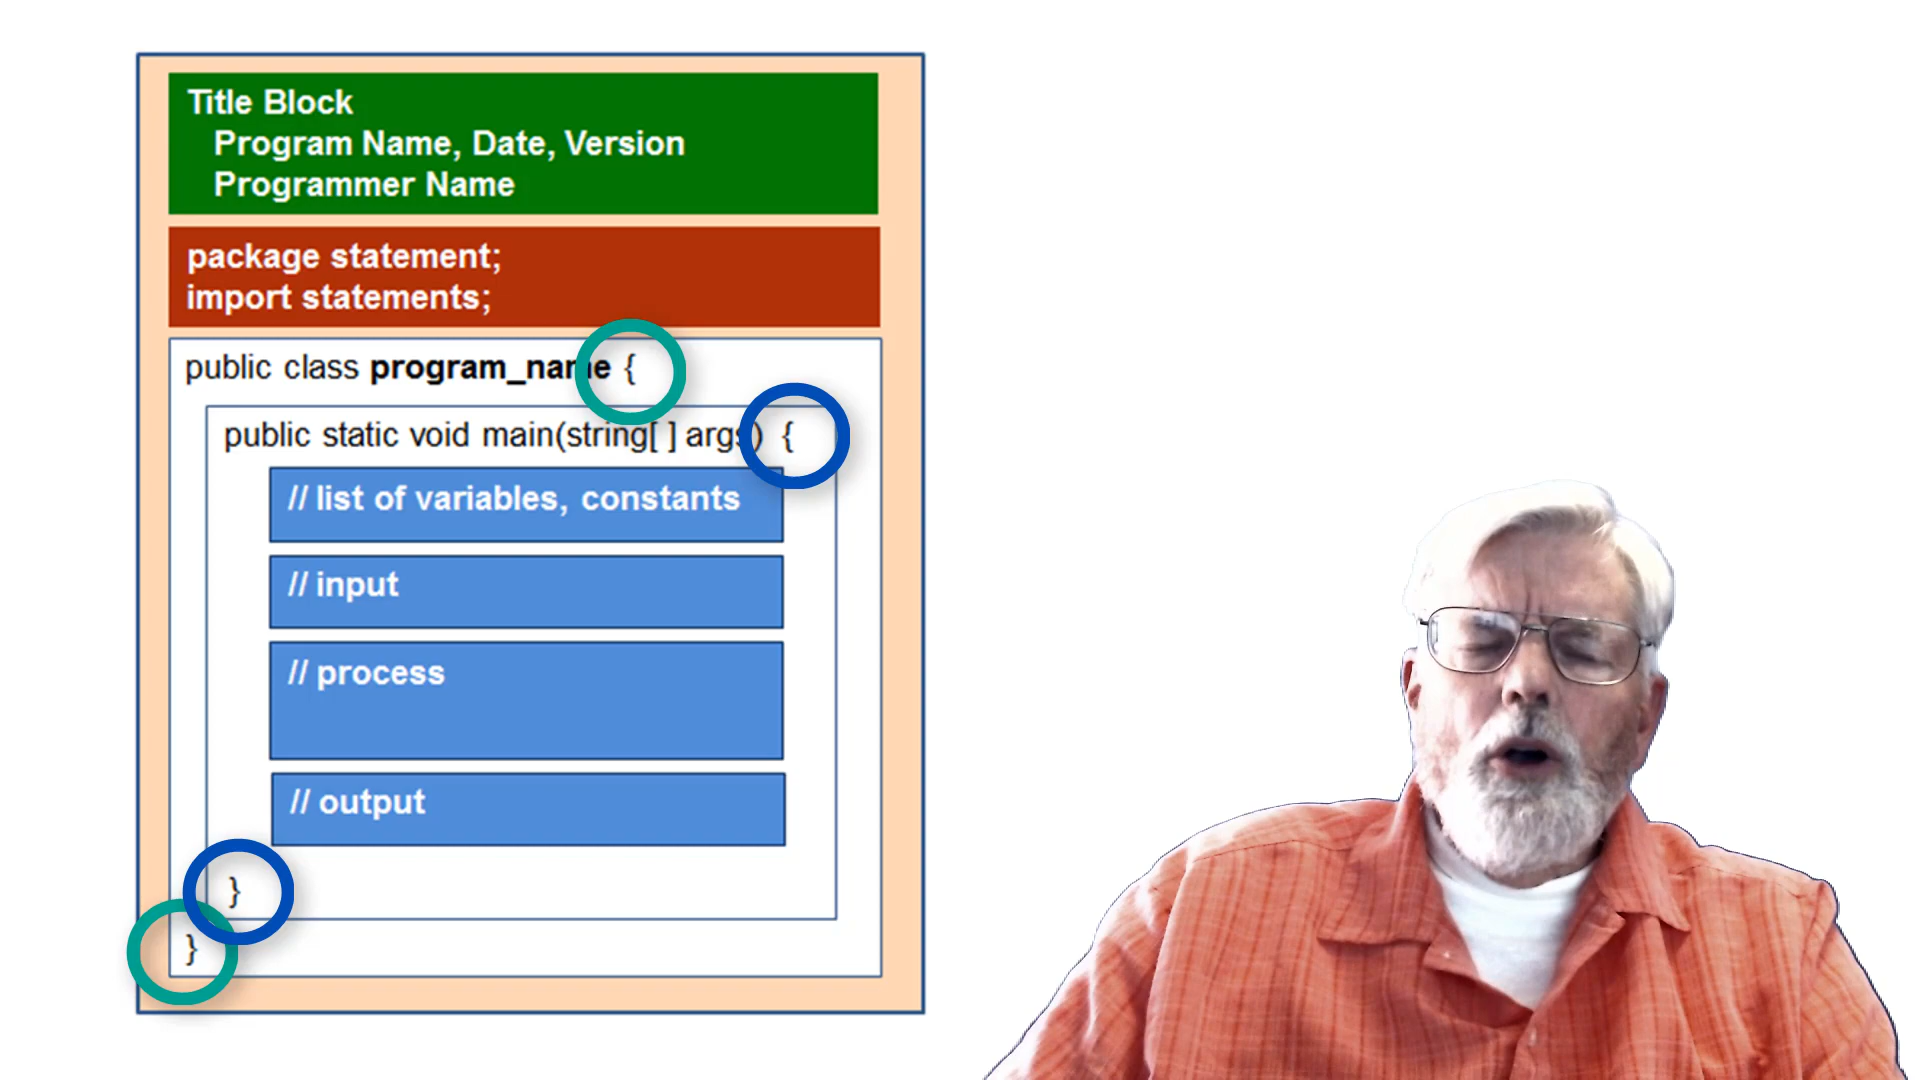 Title Block
Program Name, Date, Version
Programmer Name
package statement;
import statements;
public class program_name {
public static void main(string[ ] args) {
// list of variables, constants
// input
// process
// output
}
}